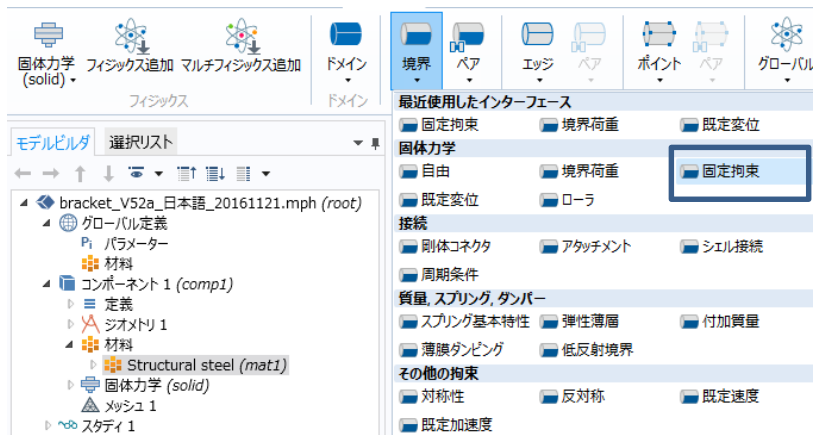 固体力学 (solid)
フィジックス追加
マルチフィジックス追加
ドメイン
境界
ペア
エッジ
ペア
ポイント
ペア
グローバル
フィジックス
ドメイン
モデルビルダ
選択リスト
bracket_V52a_日本語_20161121.mph (root)
グローバル定義
Pi パラメーター
材料
コンポーネント 1 (comp1)
定義
ジオメトリ 1
材料
Structural steel (mat1)
固体力学 (solid)
メッシュ 1
スタディ 1
最近使用したインターフェース
固定拘束 境界荷重 既定変位
固体力学
自由 境界荷重 固定拘束
既定変位 ローラ
接続
剛体コネクタ アタッチメント シェル接続
周期条件
質量, スプリング, ダンパー
スプリング基本特性 弾性薄層 付加質量
薄膜ダンピング 低反射境界
その他の拘束
対称性 反対称 既定速度
既定加速度